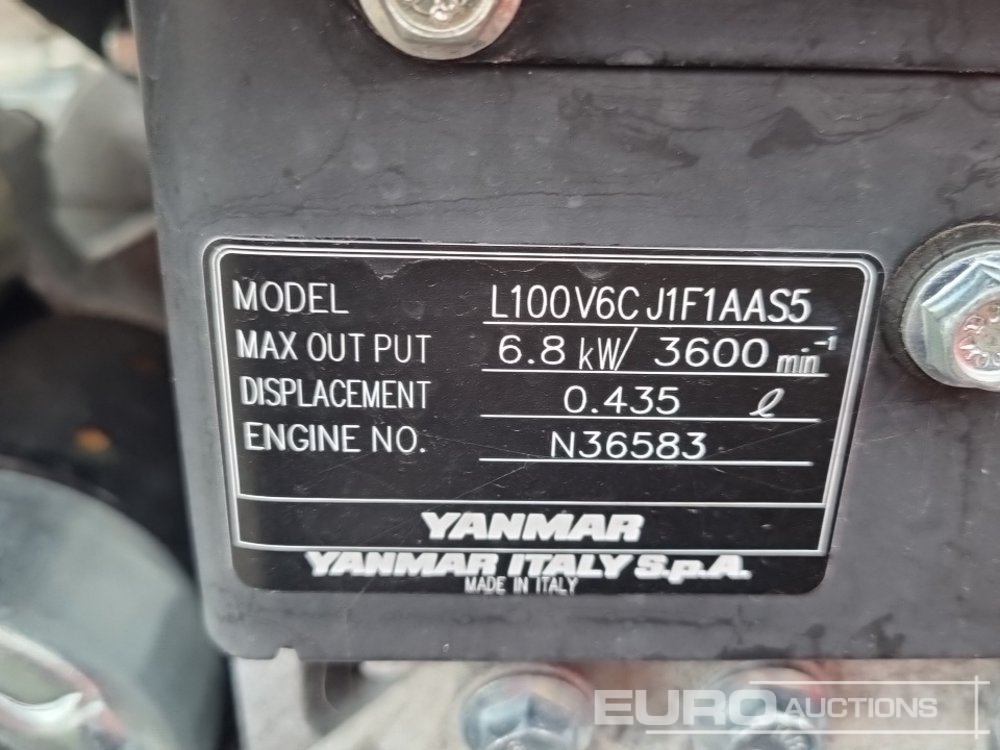 MODEL L100V6CJ1F1AAS5
MAX OUT PUT 6.8 kW/ 3600 min⁻¹
DISPLACEMENT 0.435 ℓ
ENGINE NO. N36583
YANMAR
YANMAR ITALY S.p.A.
MADE IN ITALY
EURO AUCTIONS